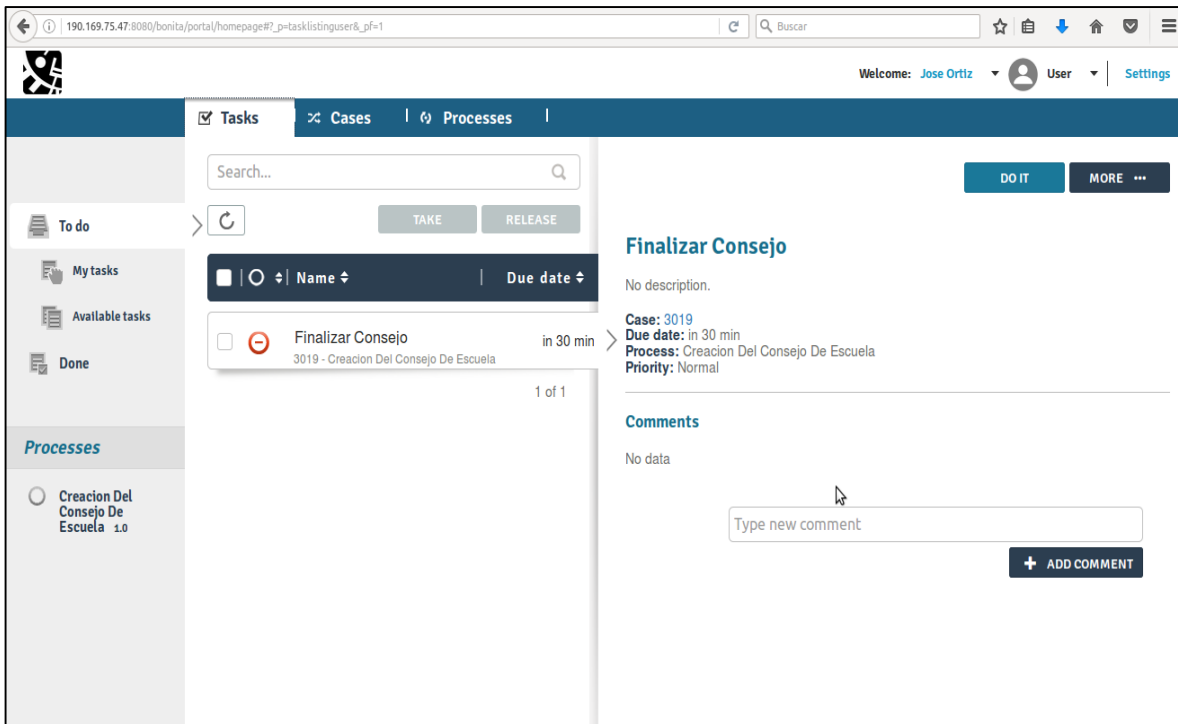 190.169.75.47:8080/bonita/portal/homepage#?_p=tasklistinguser&_pf=1
Buscar
Welcome: Jose Ortiz
User
Settings
Tasks
Cases
Processes
Search...
DO IT
MORE ...
To do
TAKE
RELEASE
Finalizar Consejo
My tasks
Name
Due date
No description.
Available tasks
Case: 3019
Finalizar Consejo
in 30 min
Due date: in 30 min
3019 - Creacion Del Consejo De Escuela
Process: Creacion Del Consejo De Escuela
Done
Priority: Normal
1 of 1
Comments
Processes
No data
Creacion Del
Consejo De
Escuela 1.0
Type new comment
+ ADD COMMENT